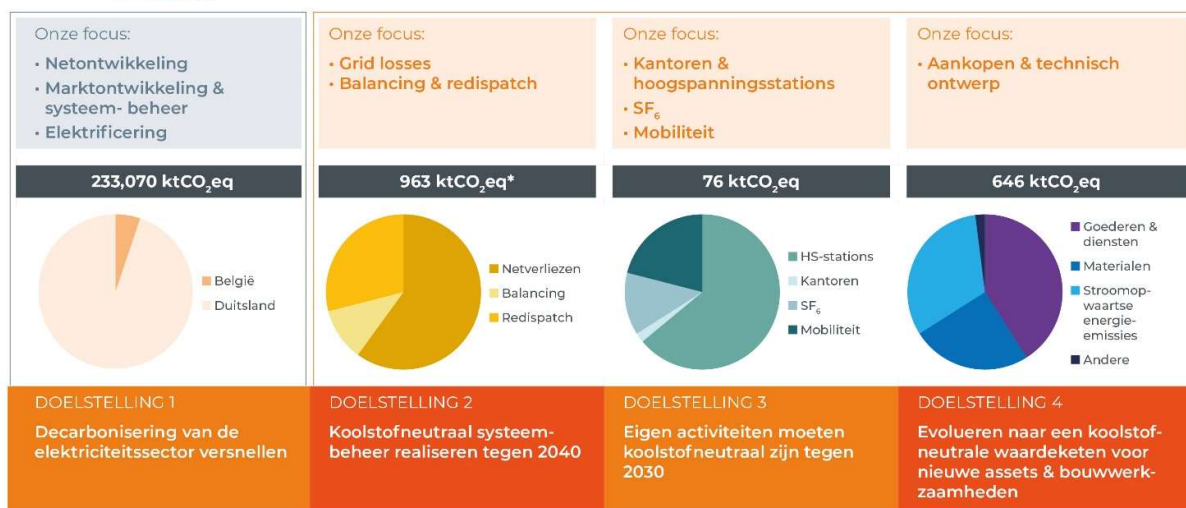 Onze focus:
• Netontwikkeling
• Marktontwikkeling &
systeem- beheer
• Elektrificering
233,070 ktCO₂eq
België
Duitsland
DOELSTELLING 1
Decarbonisering van de
elektriciteitssector versnellen
Onze focus:
• Grid losses
• Balancing & redispatch
963 ktCO₂eq*
Netverliezen
Balancing
Redispatch
DOELSTELLING 2
Koolstofneutraal systeem-
beheer realiseren tegen 2040
Onze focus:
• Kantoren &
hoogspanningsstations
• SF₆
• Mobiliteit
76 ktCO₂eq
HS-stations
Kantoren
SF₆
Mobiliteit
DOELSTELLING 3
Eigen activiteiten moeten
koolstofneutraal zijn tegen
2030
Onze focus:
• Aankopen & technisch
ontwerp
646 ktCO₂eq
Goederen &
diensten
Materialen
Stroomop-
waartse
energie-
emissies
Andere
DOELSTELLING 4
Evolueren naar een koolstof-
neutrale waardeketen voor
nieuwe assets & bouwwerk-
zaamheden